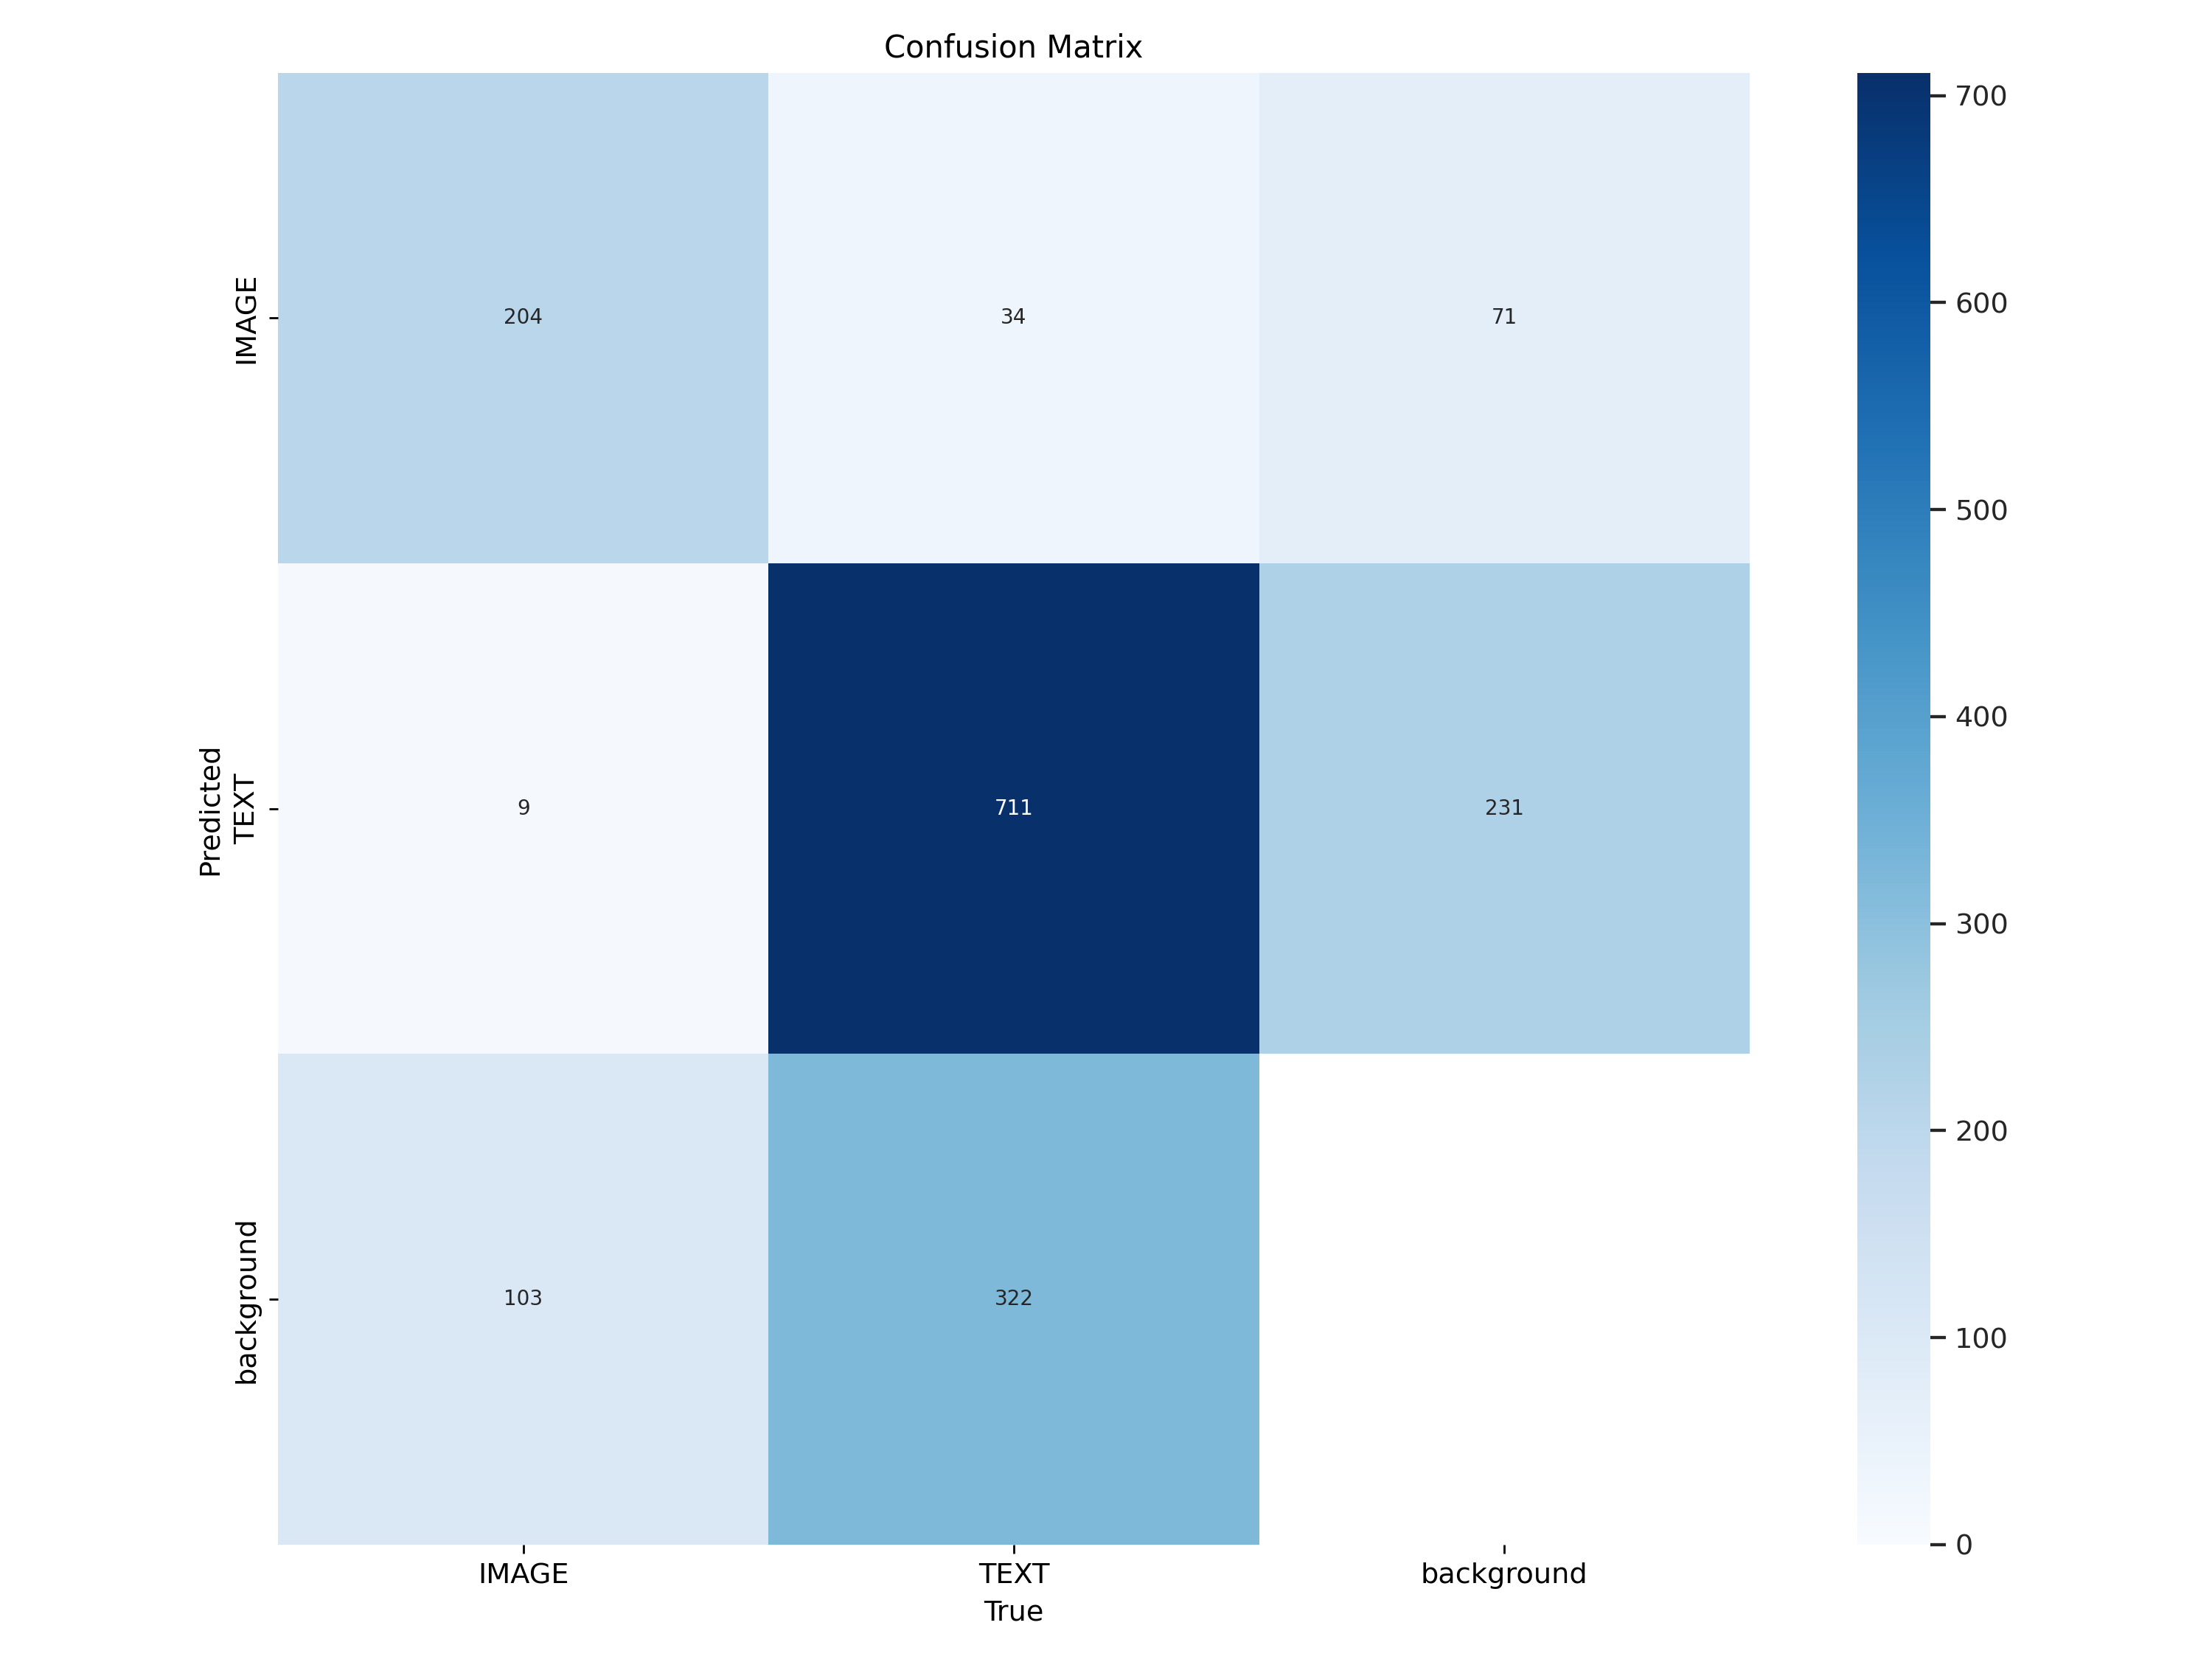 Confusion Matrix
IMAGE
204
34
71
Predicted
TEXT
9
711
231
background
103
322
IMAGE
TEXT
background
True
700
600
500
400
300
200
100
0